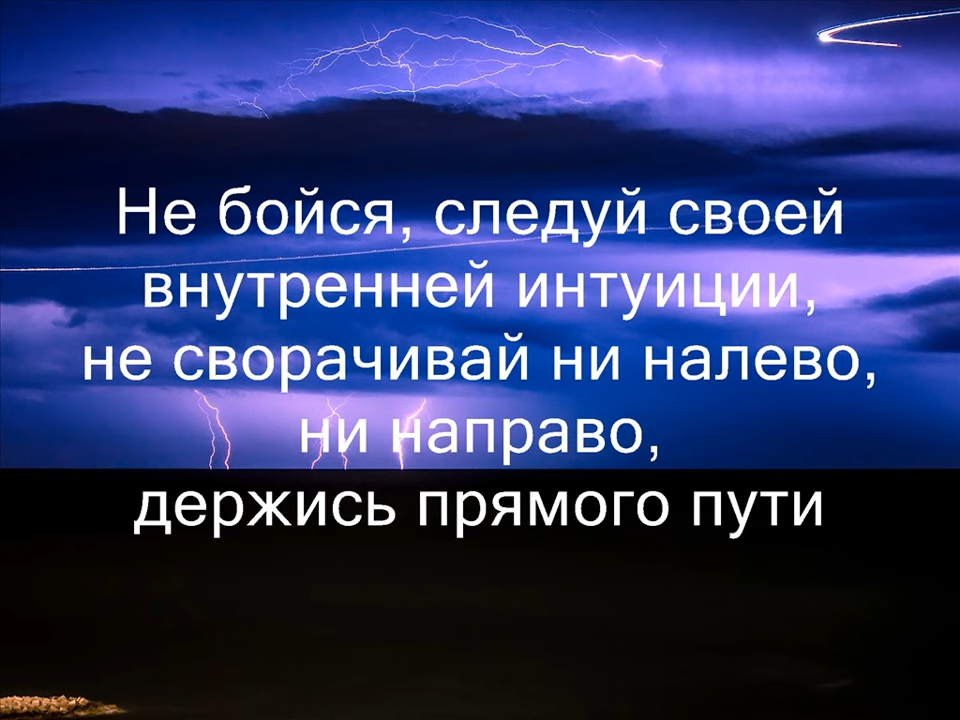 Не бойся, следуй своей
внутренней интуиции,
не сворачивай ни налево,
ни направо,
держись прямого пути